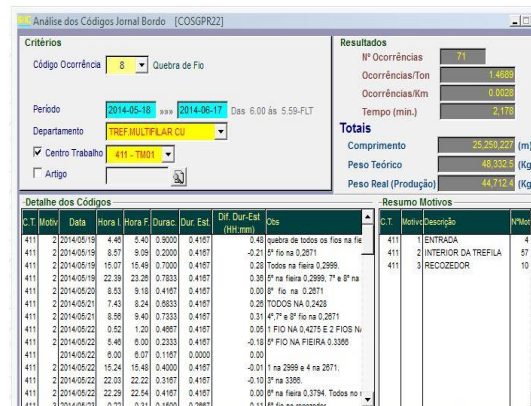 Análise dos Códigos Jornal Bordo [COSGPR22]
Critérios
Código Ocorrência 8 Quebra de Fio
Período 2014-05-18 »»» 2014-06-17 Das 6.00 às 5.59-FLT
Departamento TREF.MULTIFILAR CU
Centro Trabalho 411 - TM01
Artigo
Resultados
Nº Ocorrências 71
Ocorrências/Ton 1.4689
Ocorrências/Km 0.0028
Tempo (min.) 2,178
Totais
Comprimento 25,250,227 (m)
Peso Teórico 48,332.5 (Kg
Peso Real (Produção) 44,712.4 (Kg
Detalhe dos Códigos
C.T. Motiv Data Hora I. Hora F. Durac. Dur. Est. Dif. Dur-Est (HH:mm) Obs
411 2 2014/05/19 4.46 5.40 0.9000 0.4167 0.48 quebra de todos os fios na fie
411 2 2014/05/19 8.57 9.09 0.2000 0.4167 -0.21 5º fio na 0,2671
411 2 2014/05/19 15.07 15.49 0.7000 0.4167 0.28 Todos na fieira 0,2999.
411 2 2014/05/19 22.39 23.26 0.7833 0.4167 0.36 5º na fieira 0,2999, 7º e 8º na
411 2 2014/05/20 8.53 9.18 0.4167 0.4167 0.00 8º fio na 0.2671
411 2 2014/05/21 7.43 8.24 0.6833 0.4167 0.26 TODOS NA 0,2428
411 2 2014/05/21 8.56 9.40 0.7333 0.4167 0.31 4º,7º e 8º fio na 0,2671
411 2 2014/05/22 0.52 1.20 0.4667 0.4167 0.05 1 FIO NA 0,4275 E 2 FIOS N
411 2 2014/05/22 5.46 6.00 0.2333 0.4167 -0.18 5º FIO NA FIEIRA 0.3366
411 2 2014/05/22 6.00 6.07 0.1167 0.0000 0.00
411 2 2014/05/22 15.24 15.48 0.4000 0.4167 -0.01 1 na 2999 e 4 na 2671.
411 2 2014/05/22 22.03 22.22 0.3167 0.4167 -0.10 3º na 3366.
411 2 2014/05/22 22.29 22.54 0.4167 0.4167 0.00 6º na fieira 0,3794. Todos no
411 3 2014/05/23 0.22 0.31 0.1500 0.2667
Resumo Motivos
C.T. Motivo Descrição NºMot
411 1 ENTRADA 4
411 2 INTERIOR DA TREFILA 57
411 3 RECOZEDOR 10